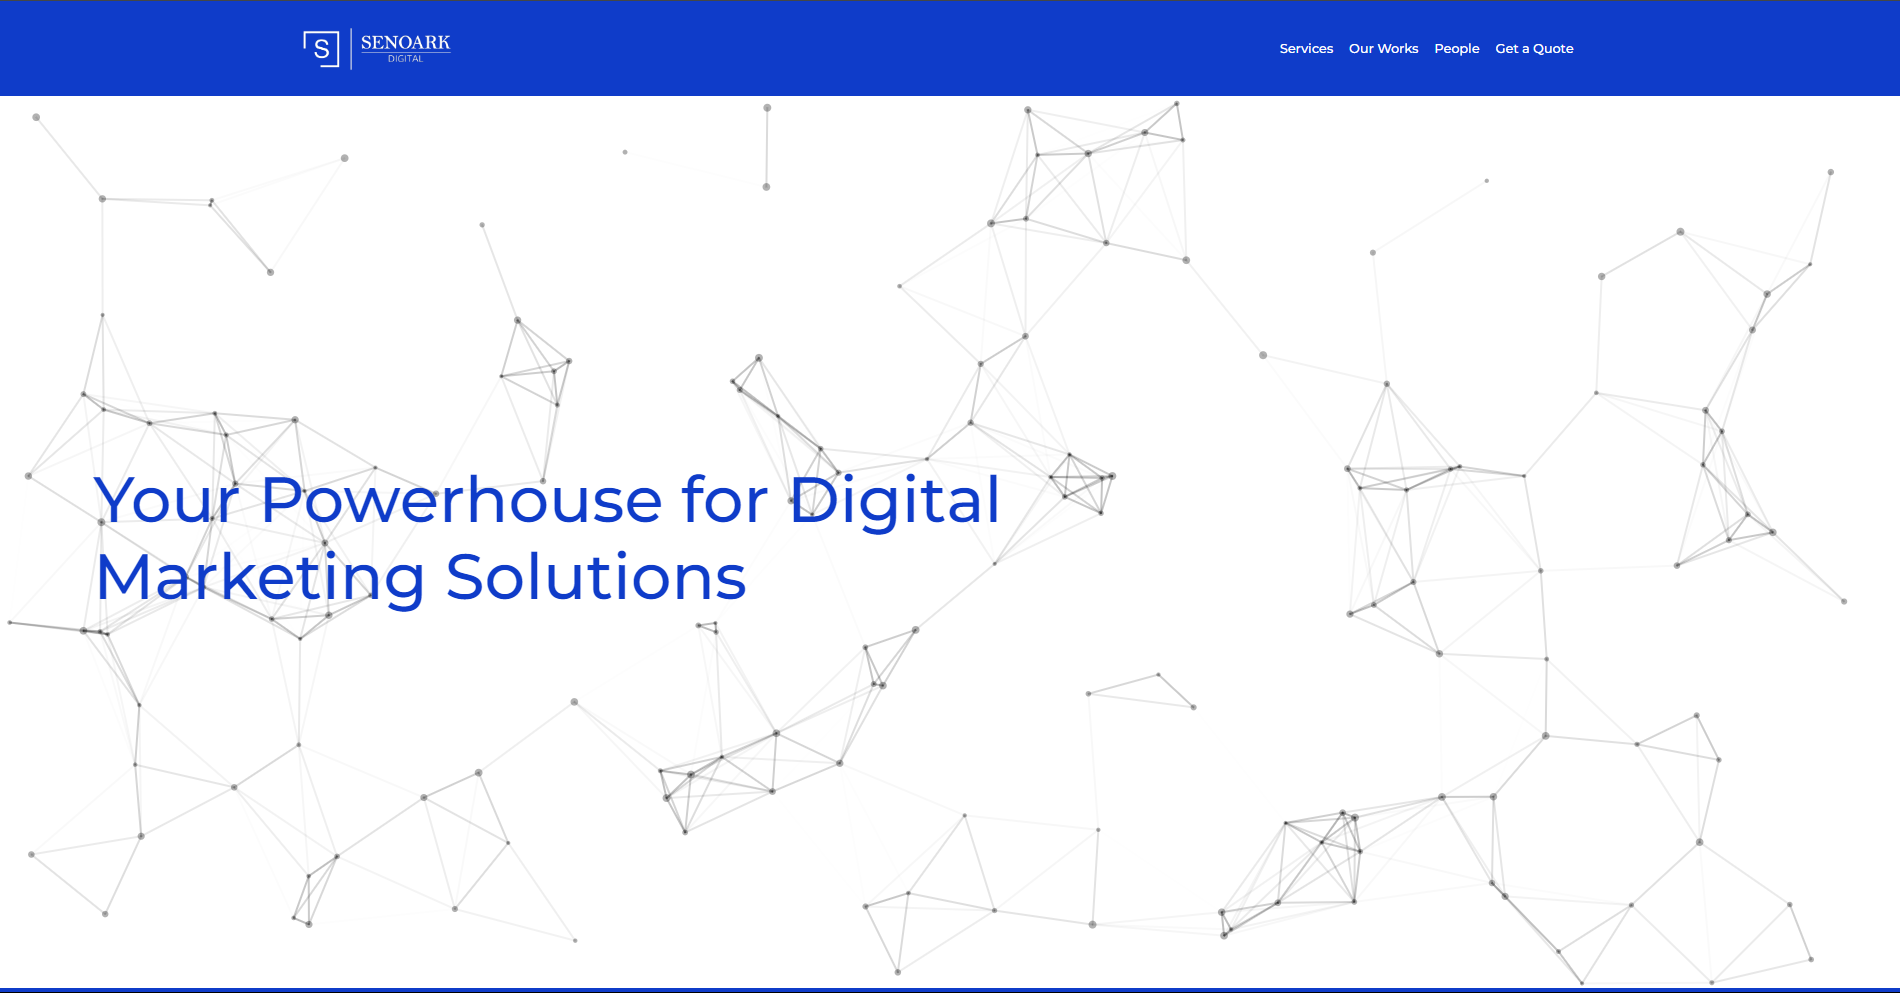 S
SENOARK
DIGITAL
Services Our Works People Get a Quote
Your Powerhouse for Digital
Marketing Solutions